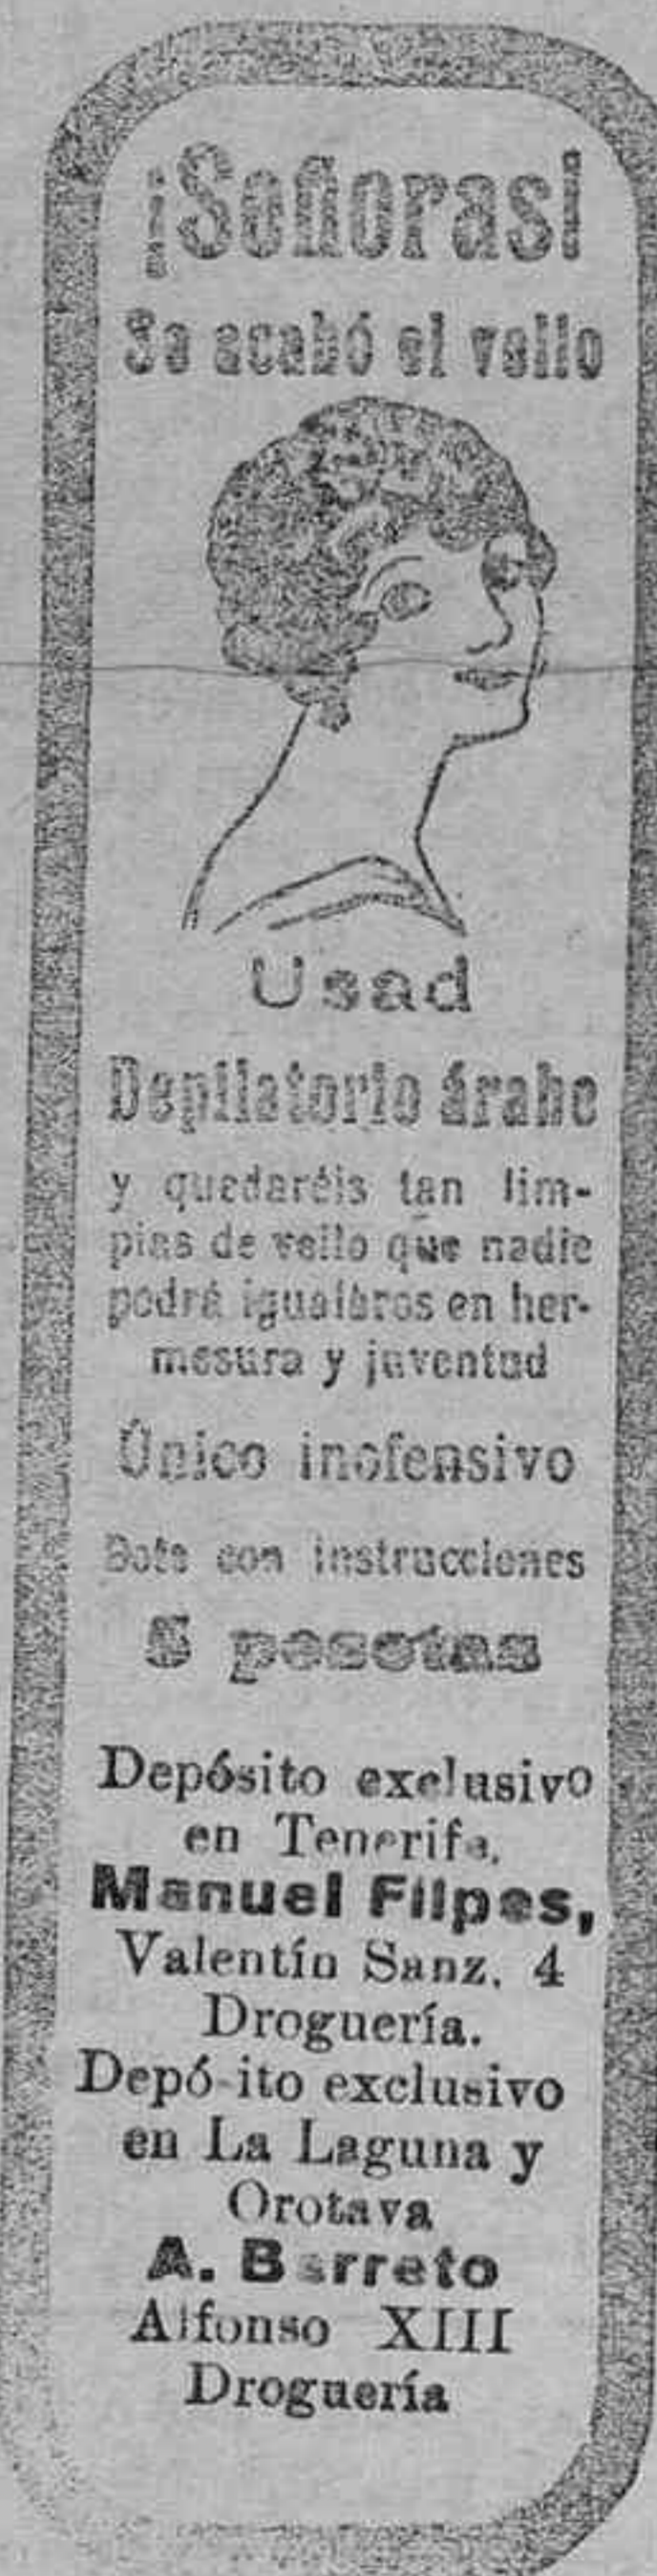 ¡Señoras!
Se acabó el vello
Usad
Depilatorio árabe
y quedaréis tan lim-
pias de vello que nadie
podrá igualaros en her-
mosura y juventud
Único inofensivo
Bote con instrucciones
5 pesetas
Depósito exclusivo
en Tenerife.
Manuel Filpes,
Valentín Sanz. 4
Droguería.
Depó ito exclusivo
en La Laguna y
Orotava
A. Barreto
Alfonso XIII
Droguería